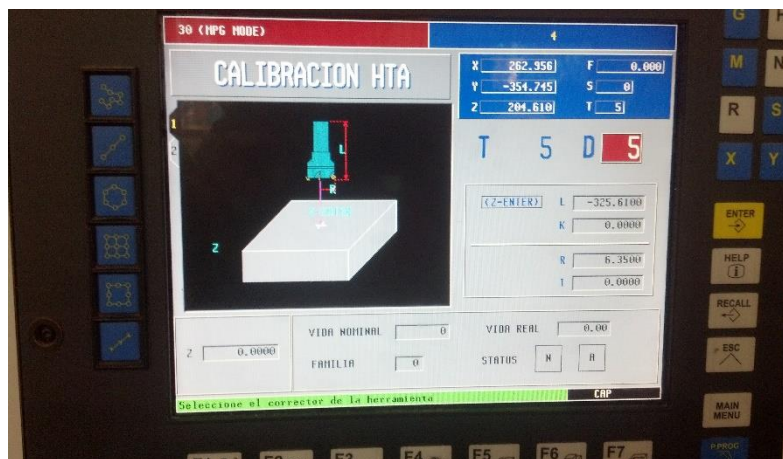 30 (MPG MODE)
4
CALIBRACION HTA
X 262.956 F 0.000
Y -354.745 S 0
Z 204.610 T 5
1
2
L
R
Z
T 5 D 5
(Z-ENTER) L -325.6100
K 0.0000
R 6.3500
I 0.0000
Z 0.0000
VIDA NOMINAL 0 VIDA REAL 0.00
FAMILIA 0 STATUS N A
Seleccione el corrector de la herramienta
CAP
G
M N
R S
X Y
ENTER
HELP
RECALL
ESC
MAIN MENU
P.PROG
F2 F3 F4 F5 F6 F7